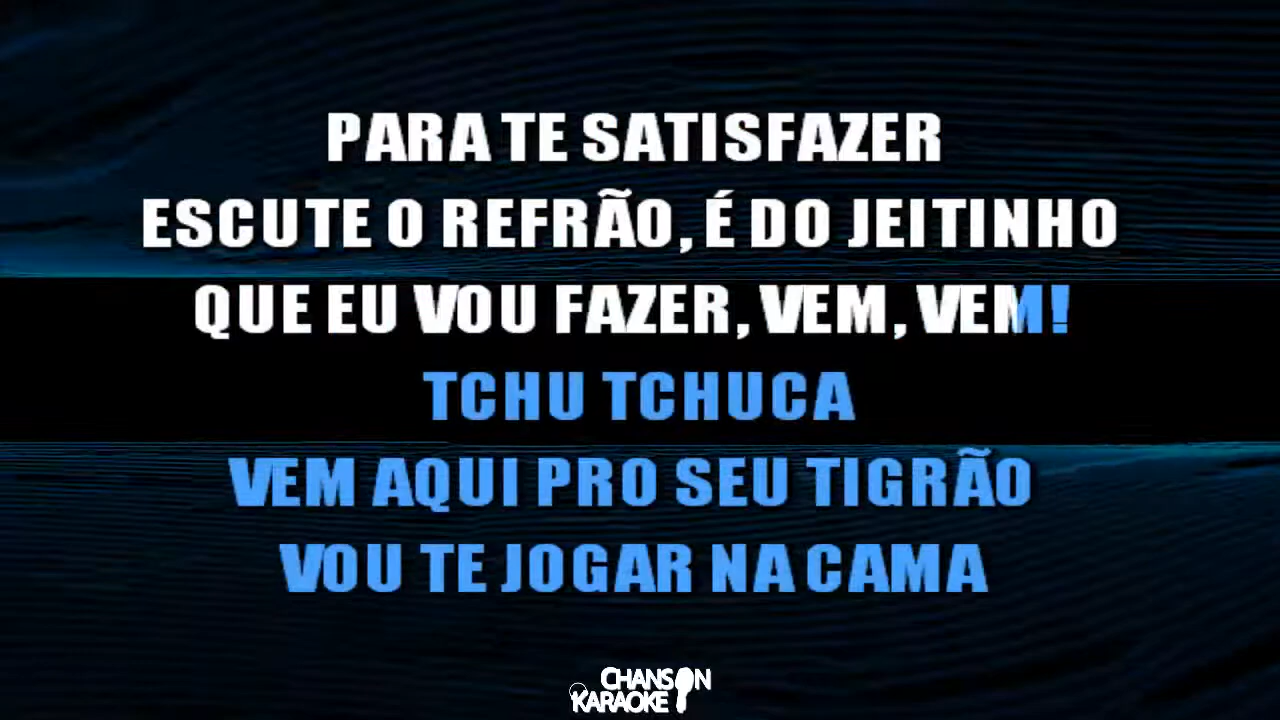 PARA TE SATISFAZER
ESCUTE O REFRÃO, É DO JEITINHO
QUE EU VOU FAZER, VEM, VEM!
TCHU TCHUCA
VEM AQUI PRO SEU TIGRÃO
VOU TE JOGAR NA CAMA
CHANSON
KARAOKE